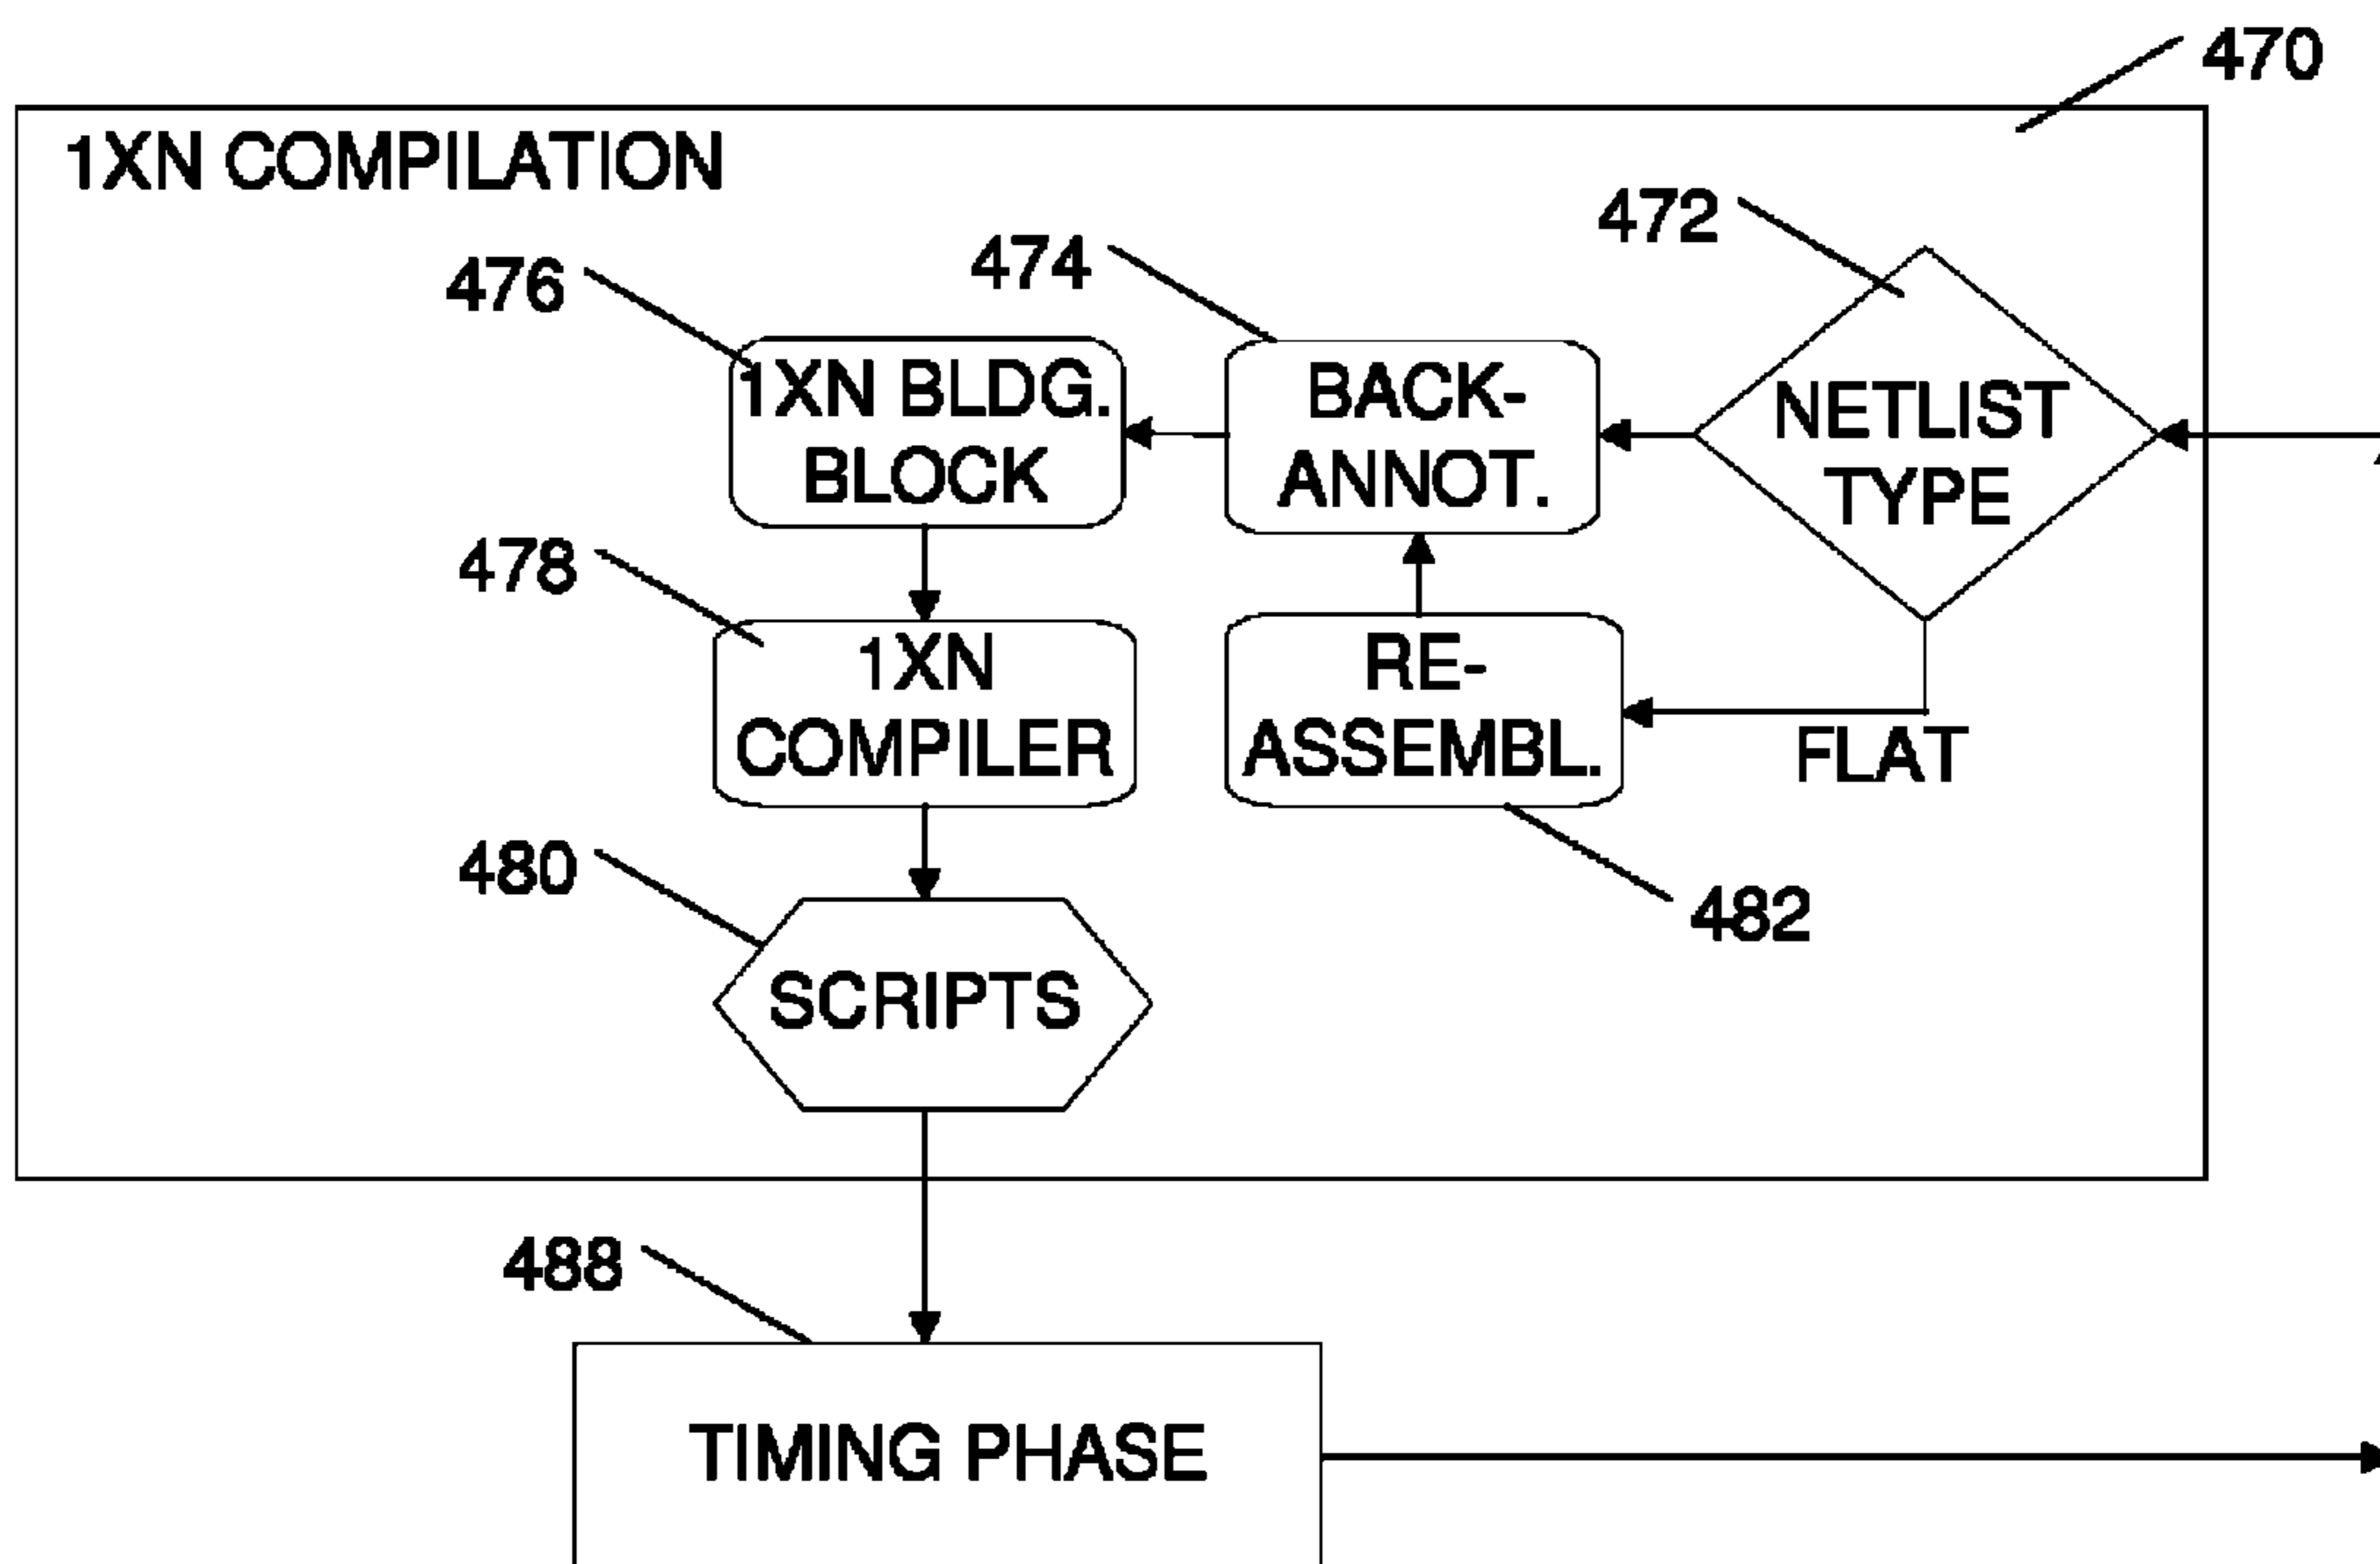 470
1XN COMPILATION
472
474
476
1XN BLDG.
BLOCK
BACK-
ANNOT.
NETLIST
TYPE
478
1XN
COMPILER
RE-
ASSEMBL.
FLAT
480
482
SCRIPTS
488
TIMING PHASE